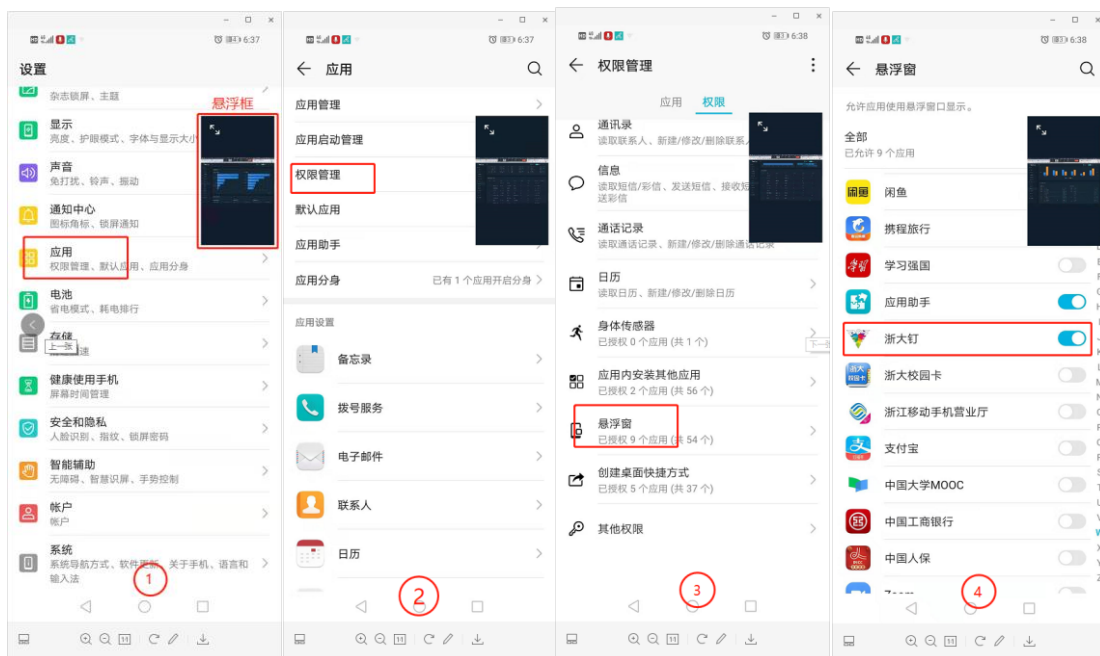 6:37
设置
悬浮框
杂志锁屏、主题
显示
亮度、护眼模式、字体与显示大小
声音
免打扰、铃声、振动
通知中心
图标角标、锁屏通知
应用
权限管理、默认应用、应用分身
电池
省电模式、耗电排行
存储
上一张
健康使用手机
屏幕时间管理
安全和隐私
人脸识别、指纹、锁屏密码
智能辅助
无障碍、智慧识屏、手势控制
帐户
帐户
系统
系统导航方式、软件更新、关于手机、语言和
输入法
1
6:37
应用
应用管理
应用启动管理
权限管理
默认应用
应用助手
应用分身
已有 1 个应用开启分身
应用设置
备忘录
拨号服务
电子邮件
联系人
日历
2
6:38
权限管理
应用 权限
通讯录
读取联系人、新建/修改/删除联系人
信息
读取短信/彩信、发送短信、接收短
送彩信
通话记录
读取通话记录、新建/修改/删除通话记录
日历
读取日历、新建/修改/删除日历
身体传感器
已授权 0 个应用 (共 1 个)
下一张
应用内安装其他应用
已授权 2 个应用 (共 56 个)
悬浮窗
已授权 9 个应用 (共 54 个)
创建桌面快捷方式
已授权 5 个应用 (共 37 个)
其他权限
3
6:38
悬浮窗
允许应用使用悬浮窗口显示。
全部
已允许 9 个应用
闲鱼
闲鱼
携程旅行
学习强国
应用助手
浙大钉
浙大校园卡
浙江移动手机营业厅
支付宝
中国大学MOOC
中国工商银行
中国人保
Zoom
4